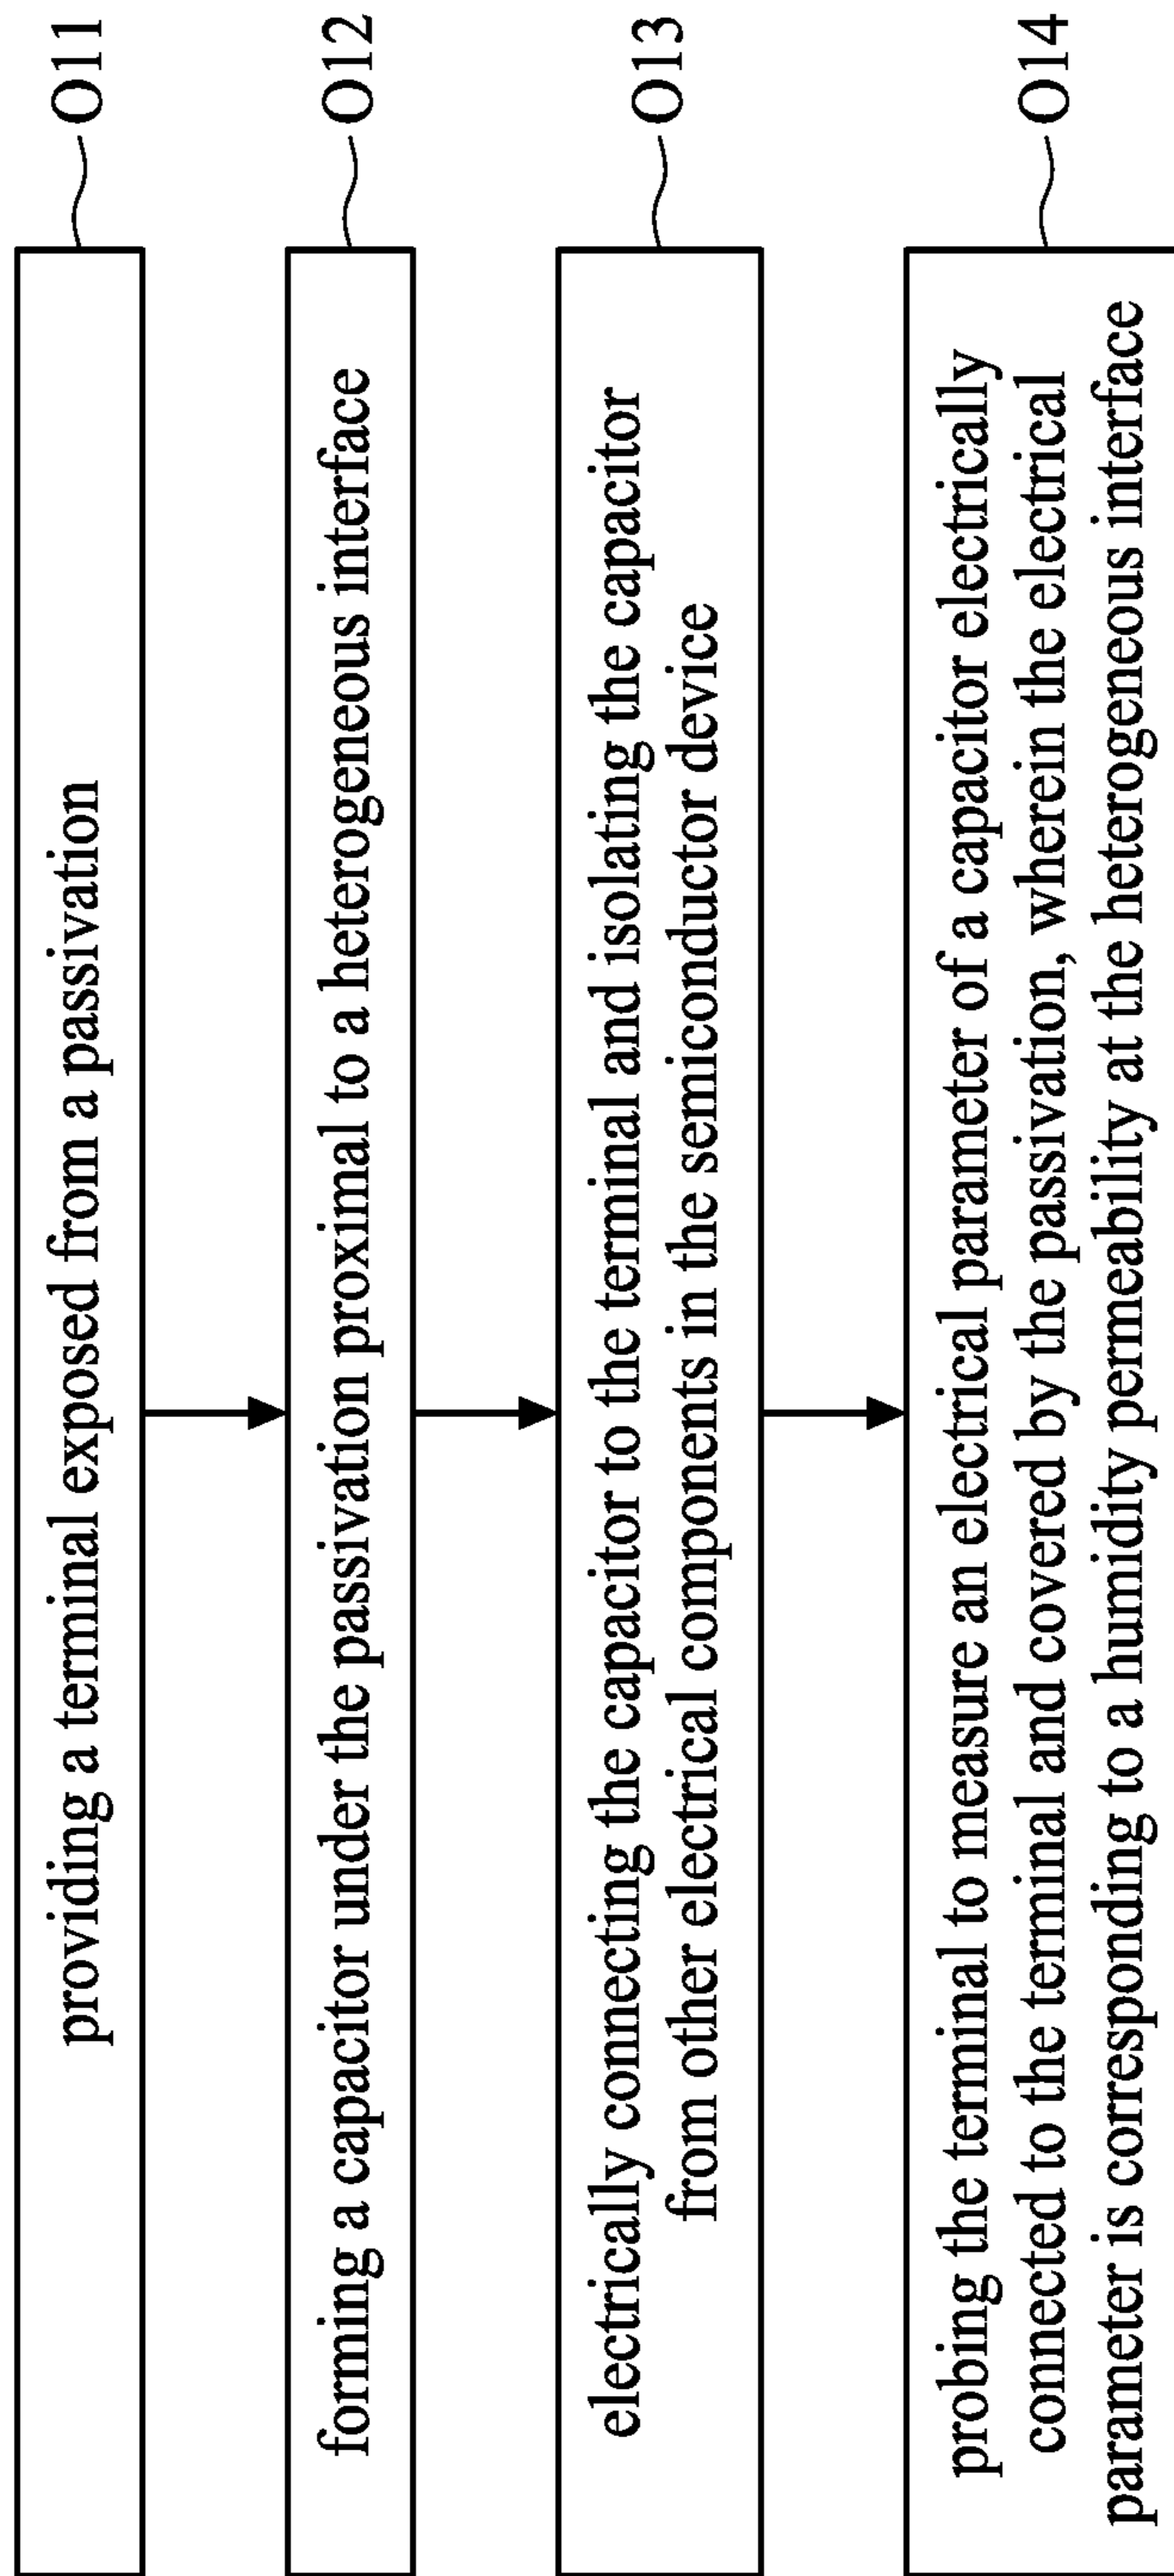 providing a terminal exposed from a passivation
O11
forming a capacitor under the passivation proximal to a heterogeneous interface
O12
electrically connecting the capacitor to the terminal and isolating the capacitor
from other electrical components in the semiconductor device
O13
probing the terminal to measure an electrical parameter of a capacitor electrically
connected to the terminal and covered by the passivation, wherein the electrical
parameter is corresponding to a humidity permeability at the heterogeneous interface
O14